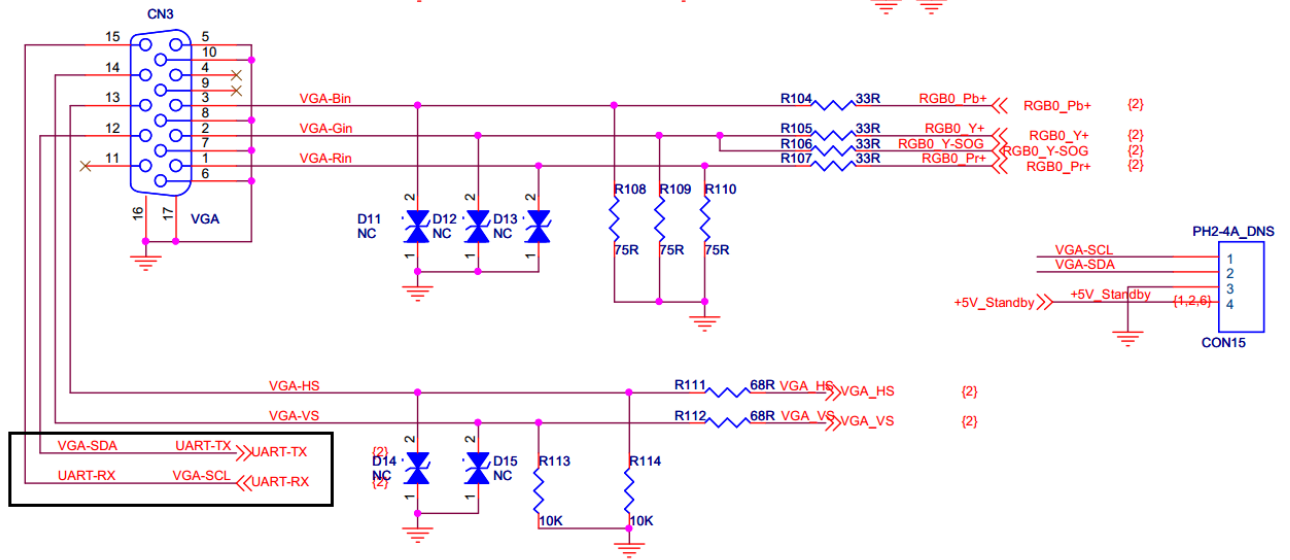 CN3
15 5
10
14 4
9
13 3 VGA-Bin R104 33R RGB0_Pb+ RGB0_Pb+ {2}
8
12 2 VGA-Gin R105 33R RGB0_Y+ RGB0_Y+ {2}
7 R106 33R RGB0_Y-SOG RGB0_Y-SOG {2}
11 1 VGA-Rin R107 33R RGB0_Pr+ RGB0_Pr+ {2}
6
16 17 VGA
2 2 2
D11 D12 D13
NC NC NC
1 1 1
R108 R109 R110
75R 75R 75R
PH2-4A_DNS
VGA-SCL 1
VGA-SDA 2
3
+5V_Standby +5V_Standby {1,2,6} 4
CON15
VGA-HS R111 68R VGA_HS VGA_HS {2}
VGA-VS R112 68R VGA_VS VGA_VS {2}
VGA-SDA UART-TX UART-TX {2}
UART-RX VGA-SCL UART-RX {2}
2 2
D14 D15
NC NC
1 1
R113 R114
10K 10K